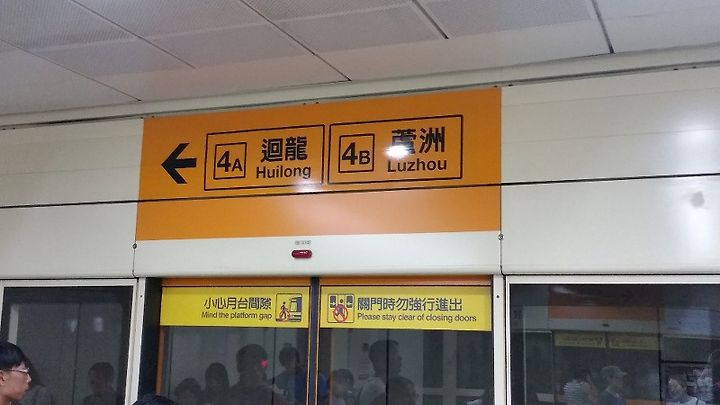 4A 迴龍
Huilong
4B 蘆洲
Luzhou
小心月台間隙
Mind the platform gap
關門時勿強行進出
Please stay clear of closing doors